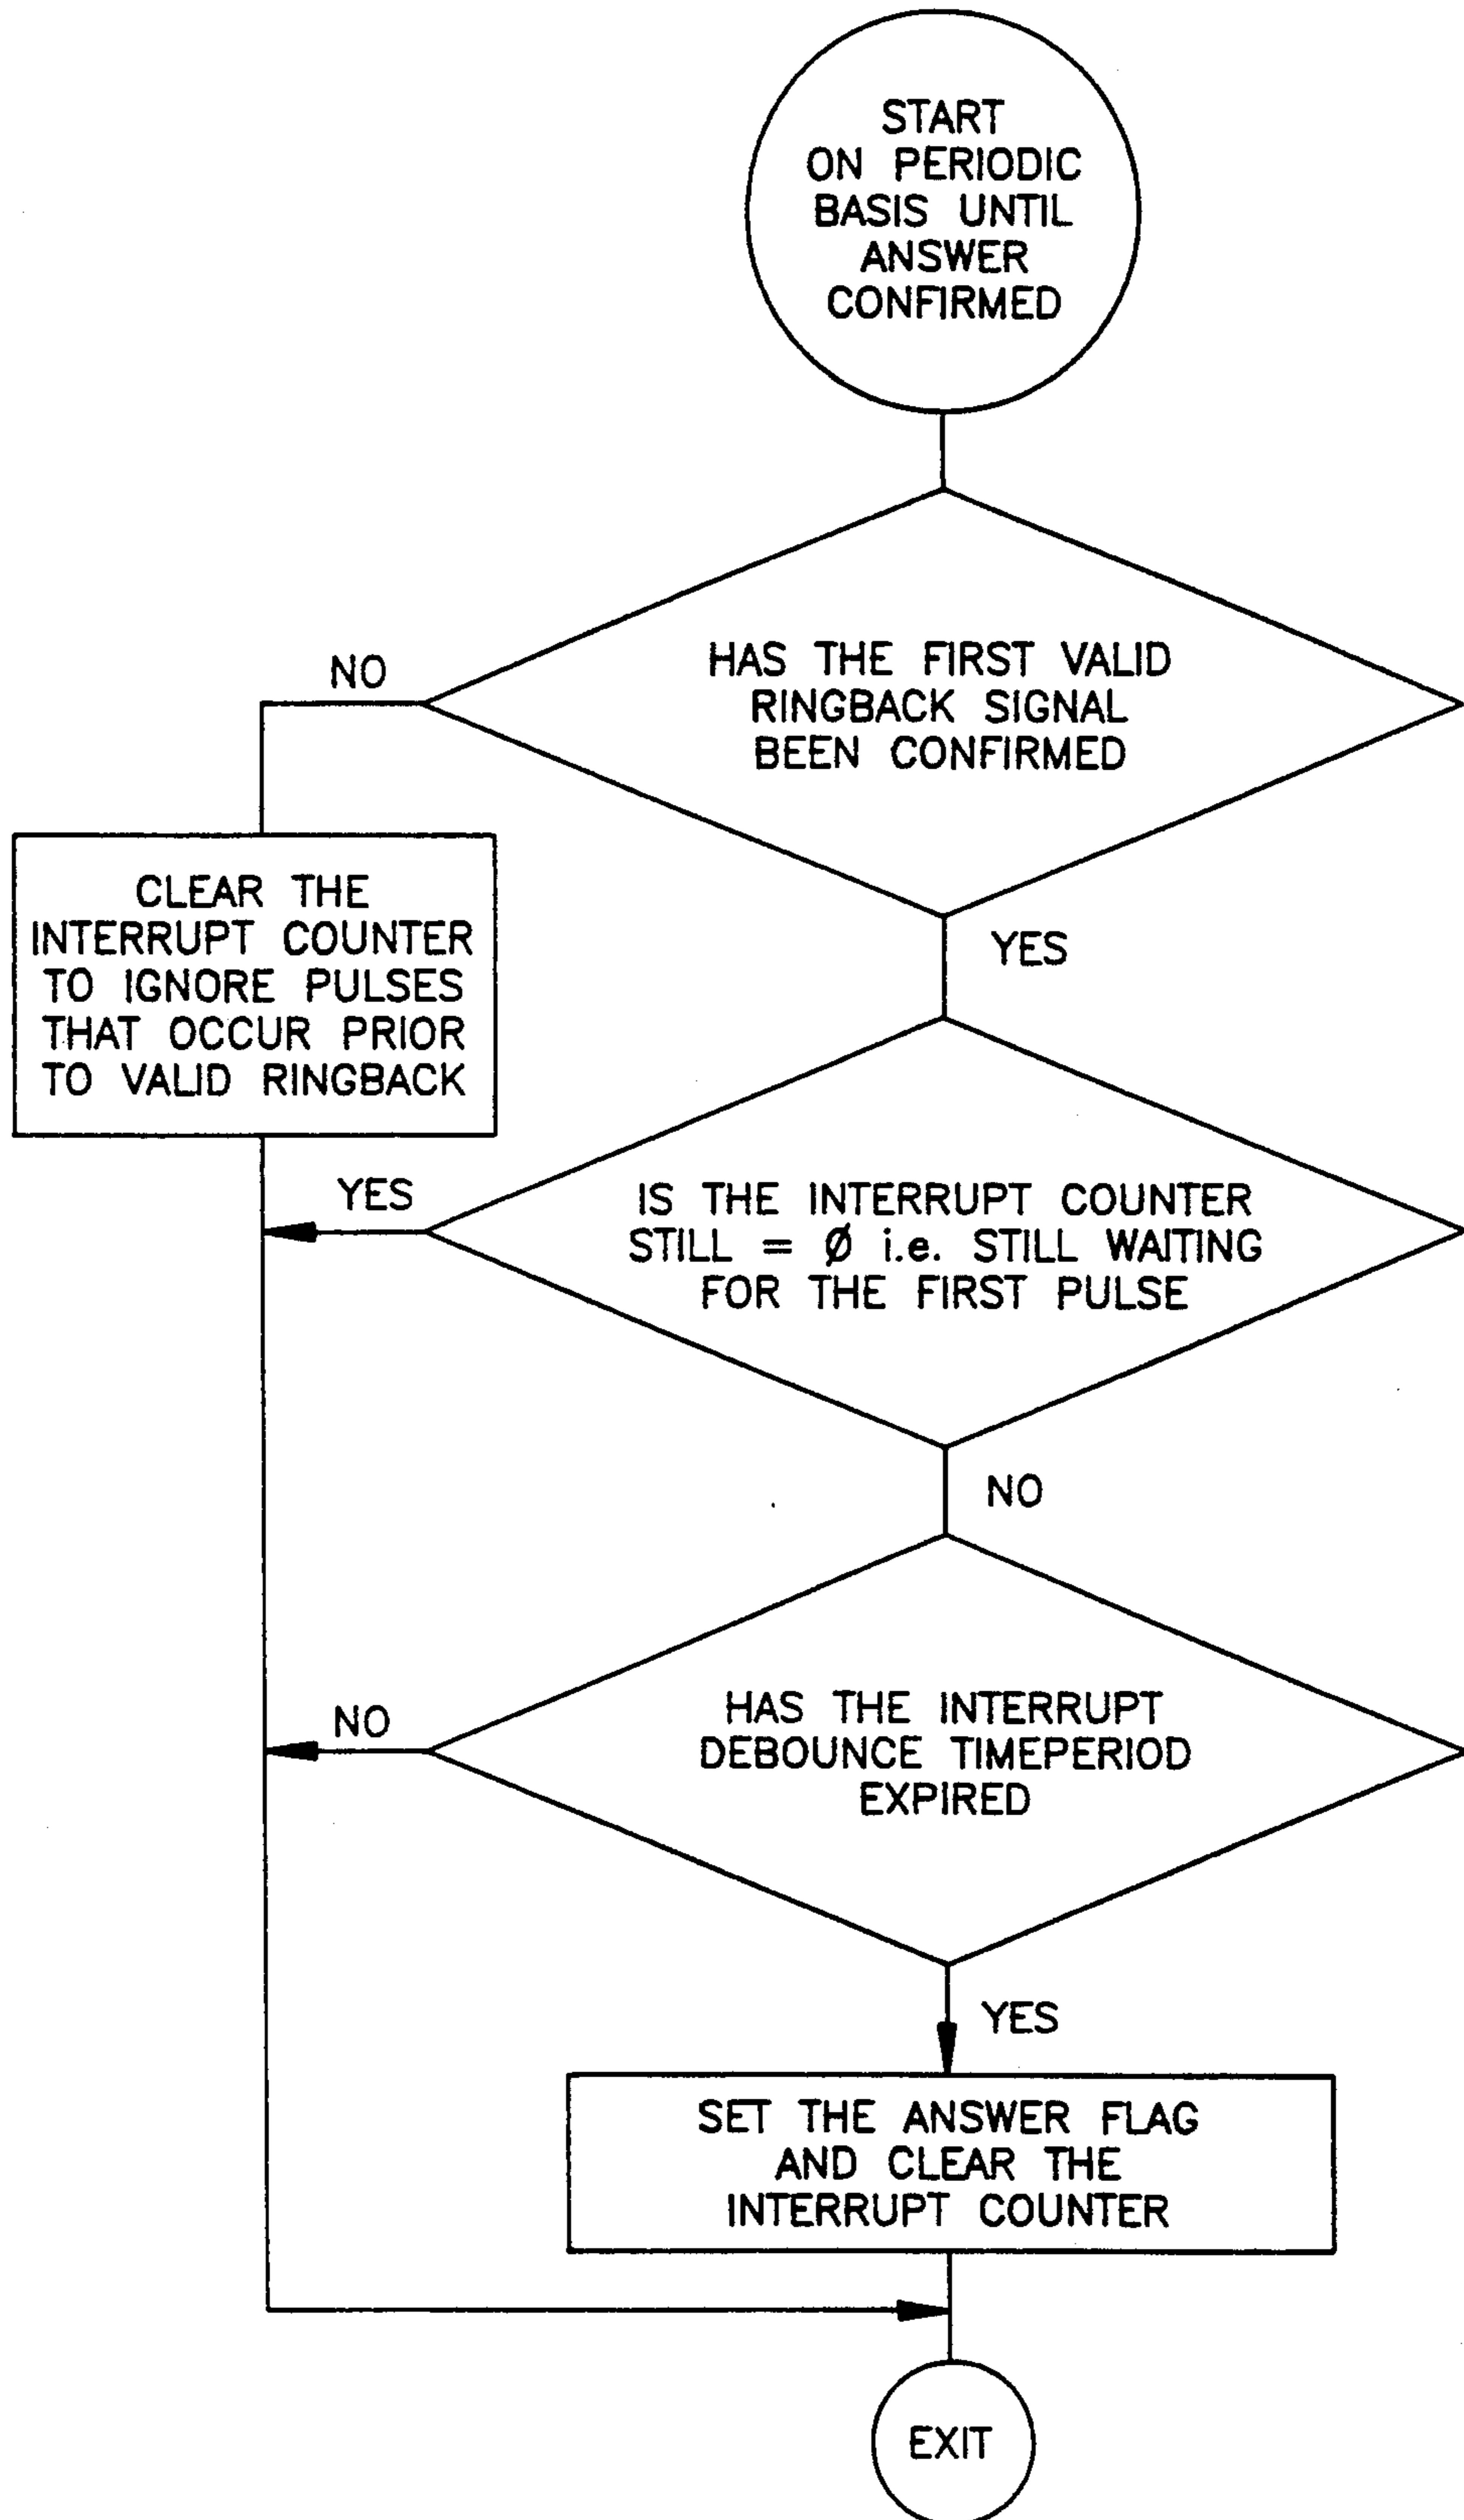 START
ON PERIODIC
BASIS UNTIL
ANSWER
CONFIRMED
HAS THE FIRST VALID
RINGBACK SIGNAL
BEEN CONFIRMED
NO
CLEAR THE
INTERRUPT COUNTER
TO IGNORE PULSES
THAT OCCUR PRIOR
TO VALID RINGBACK
YES
IS THE INTERRUPT COUNTER
STILL = Ø i.e. STILL WAITING
FOR THE FIRST PULSE
YES
NO
HAS THE INTERRUPT
DEBOUNCE TIMEPERIOD
EXPIRED
NO
YES
SET THE ANSWER FLAG
AND CLEAR THE
INTERRUPT COUNTER
EXIT